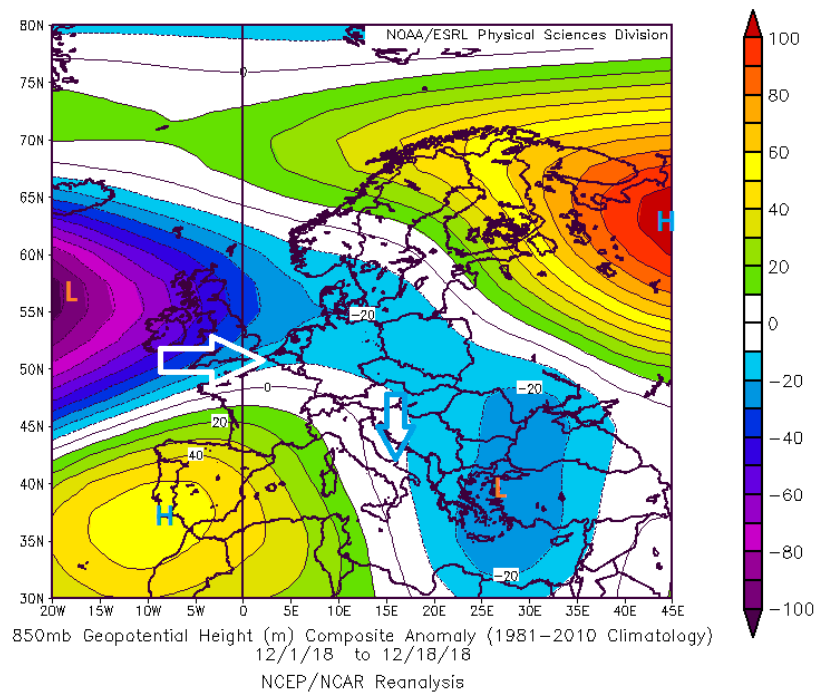 80N
NOAA/ESRL Physical Sciences Division
75N
70N
65N
60N
55N
50N
45N
40N
35N
30N
0
H
L
-20
0
20
-20
40
L
H
-20
20W
15W
10W
5W
0
5E
10E
15E
20E
25E
30E
35E
40E
45E
100
80
60
40
20
0
-20
-40
-60
-80
-100
850mb Geopotential Height (m) Composite Anomaly (1981-2010 Climatology)
12/1/18 to 12/18/18
NCEP/NCAR Reanalysis